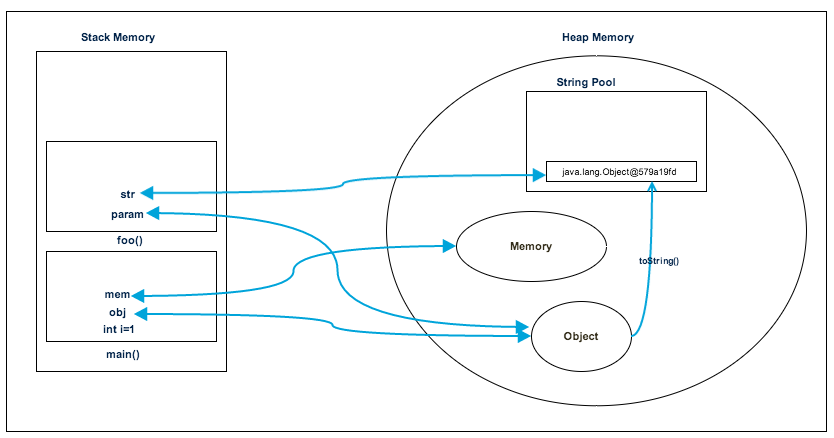 Stack Memory
Heap Memory
String Pool
java.lang.Object@579a19fd
str
param
foo()
Memory
toString()
mem
obj
int i=1
main()
Object